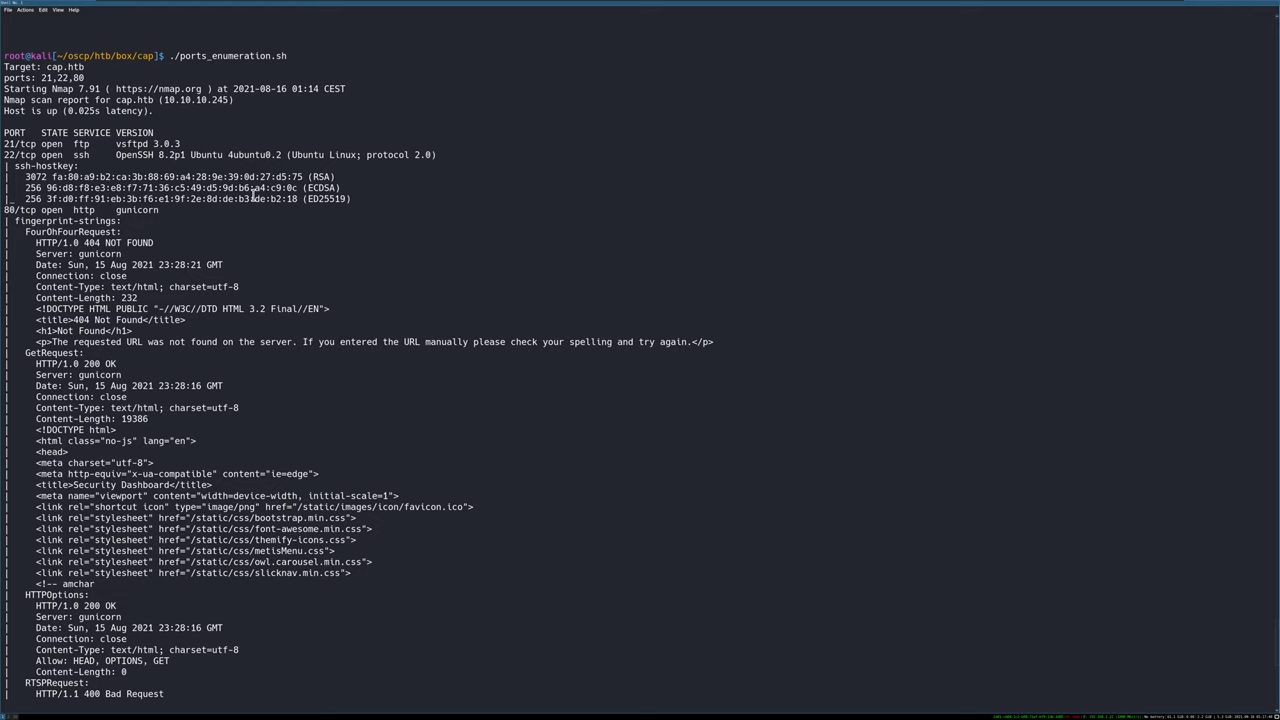 File Actions Edit View Help
root@kali[~/oscp/htb/box/cap]$ ./ports_enumeration.sh
Target: cap.htb
ports: 21,22,80
Starting Nmap 7.91 ( https://nmap.org ) at 2021-08-16 01:14 CEST
Nmap scan report for cap.htb (10.10.10.245)
Host is up (0.025s latency).
PORT   STATE SERVICE VERSION
21/tcp open  ftp     vsftpd 3.0.3
22/tcp open  ssh     OpenSSH 8.2p1 Ubuntu 4ubuntu0.2 (Ubuntu Linux; protocol 2.0)
| ssh-hostkey:
|   3072 fa:80:a9:b2:ca:3b:88:69:a4:28:9e:39:0d:27:d5:75 (RSA)
|   256 96:d8:f8:e3:e8:f7:71:36:c5:49:d5:9d:b6:a4:c9:0c (ECDSA)
|_  256 3f:d0:ff:91:eb:3b:f6:e1:9f:2e:8d:de:b3:de:b2:18 (ED25519)
80/tcp open  http    gunicorn
| fingerprint-strings:
|   FourOhFourRequest:
|     HTTP/1.0 404 NOT FOUND
|     Server: gunicorn
|     Date: Sun, 15 Aug 2021 23:28:21 GMT
|     Connection: close
|     Content-Type: text/html; charset=utf-8
|     Content-Length: 232
|     <!DOCTYPE HTML PUBLIC "-//W3C//DTD HTML 3.2 Final//EN">
|     <title>404 Not Found</title>
|     <h1>Not Found</h1>
|     <p>The requested URL was not found on the server. If you entered the URL manually please check your spelling and try again.</p>
|   GetRequest:
|     HTTP/1.0 200 OK
|     Server: gunicorn
|     Date: Sun, 15 Aug 2021 23:28:16 GMT
|     Connection: close
|     Content-Type: text/html; charset=utf-8
|     Content-Length: 19386
|     <!DOCTYPE html>
|     <html class="no-js" lang="en">
|     <head>
|     <meta charset="utf-8">
|     <meta http-equiv="x-ua-compatible" content="ie=edge">
|     <title>Security Dashboard</title>
|     <meta name="viewport" content="width=device-width, initial-scale=1">
|     <link rel="shortcut icon" type="image/png" href="/static/images/icon/favicon.ico">
|     <link rel="stylesheet" href="/static/css/bootstrap.min.css">
|     <link rel="stylesheet" href="/static/css/font-awesome.min.css">
|     <link rel="stylesheet" href="/static/css/themify-icons.css">
|     <link rel="stylesheet" href="/static/css/metisMenu.css">
|     <link rel="stylesheet" href="/static/css/owl.carousel.min.css">
|     <link rel="stylesheet" href="/static/css/slicknav.min.css">
|     <!-- amchar
|   HTTPOptions:
|     HTTP/1.0 200 OK
|     Server: gunicorn
|     Date: Sun, 15 Aug 2021 23:28:16 GMT
|     Connection: close
|     Content-Type: text/html; charset=utf-8
|     Allow: HEAD, OPTIONS, GET
|     Content-Length: 0
|   RTSPRequest:
|     HTTP/1.1 400 Bad Request